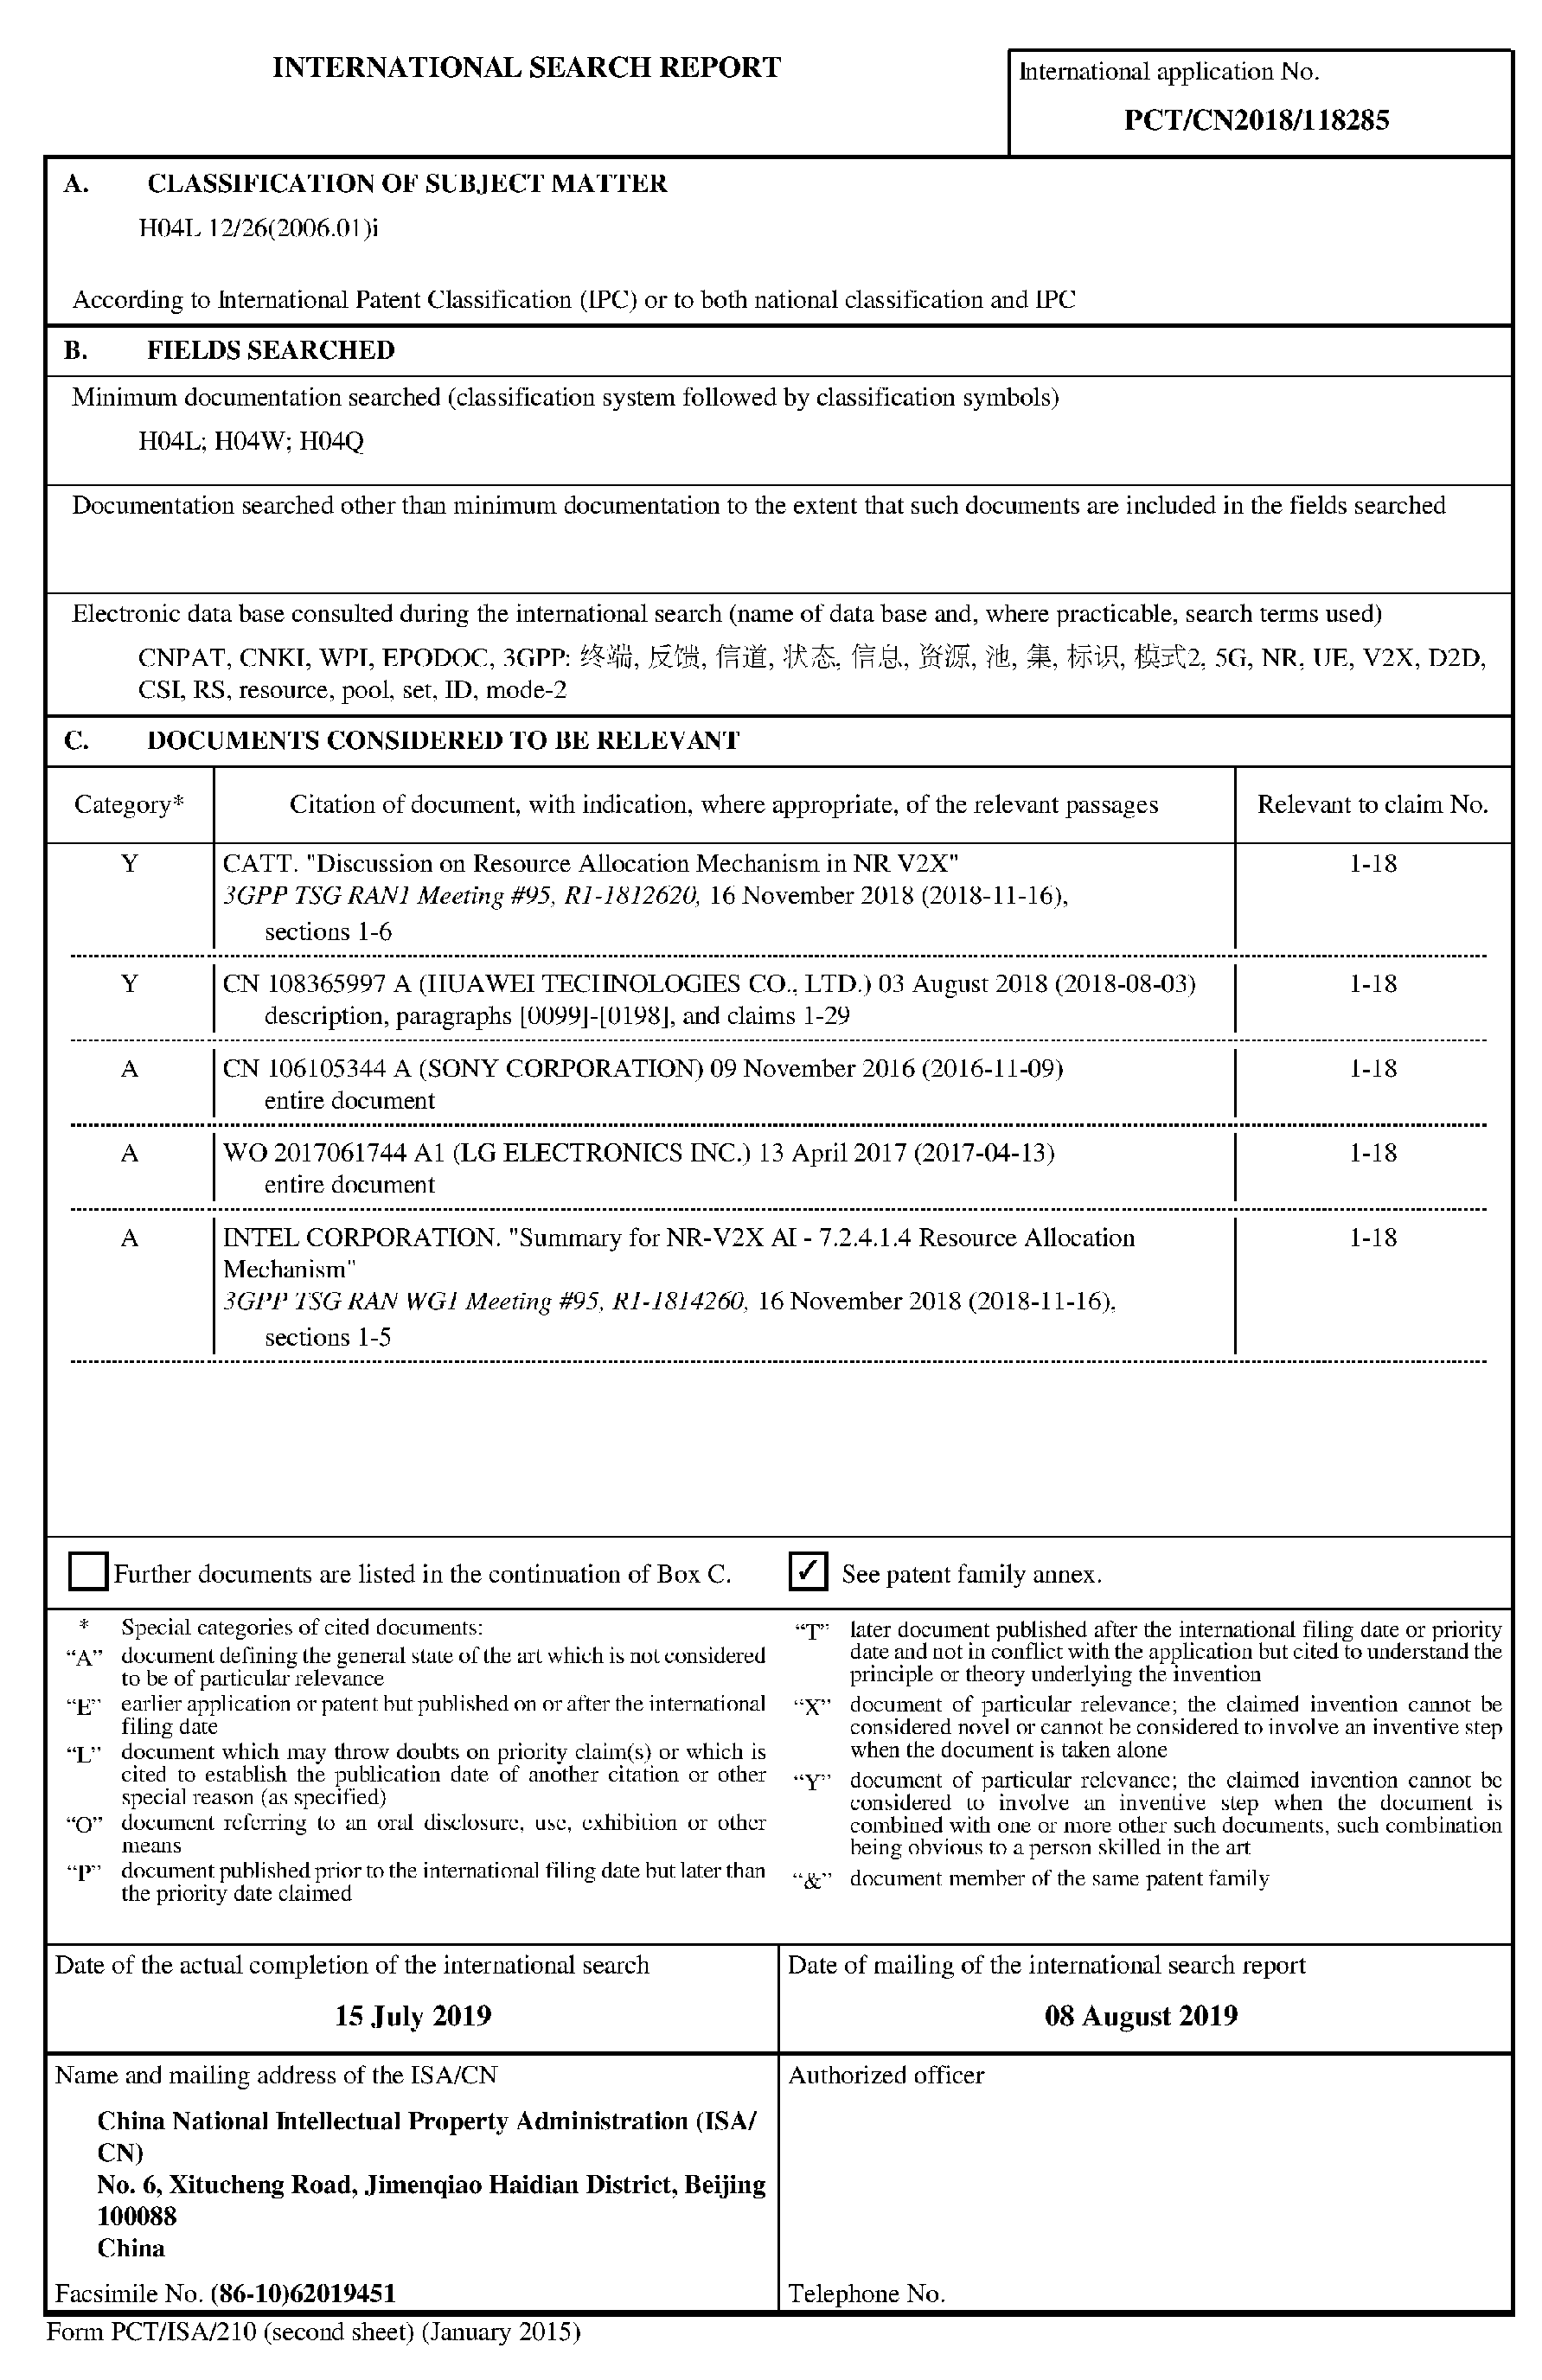 INTERNATIONAL SEARCH REPORT
International application No.
PCT/CN2018/118285
A. CLASSIFICATION OF SUBJECT MATTER
H04L 12/26(2006.01)i
According to International Patent Classification (IPC) or to both national classification and IPC
B. FIELDS SEARCHED
Minimum documentation searched (classification system followed by classification symbols)
H04L; H04W; H04Q
Documentation searched other than minimum documentation to the extent that such documents are included in the fields searched
Electronic data base consulted during the international search (name of data base and, where practicable, search terms used)
CNPAT, CNKI, WPI, EPODOC, 3GPP: 终端, 反馈, 信道, 状态, 信息, 资源, 池, 集, 标识, 模式2, 5G, NR, UE, V2X, D2D,
CSI, RS, resource, pool, set, ID, mode-2
C. DOCUMENTS CONSIDERED TO BE RELEVANT
Category* Citation of document, with indication, where appropriate, of the relevant passages Relevant to claim No.
Y CATT. "Discussion on Resource Allocation Mechanism in NR V2X" 1-18
3GPP TSG RAN1 Meeting #95, R1-1812620, 16 November 2018 (2018-11-16),
sections 1-6
Y CN 108365997 A (HUAWEI TECHNOLOGIES CO., LTD.) 03 August 2018 (2018-08-03) 1-18
description, paragraphs [0099]-[0198], and claims 1-29
A CN 106105344 A (SONY CORPORATION) 09 November 2016 (2016-11-09) 1-18
entire document
A WO 2017061744 A1 (LG ELECTRONICS INC.) 13 April 2017 (2017-04-13) 1-18
entire document
A INTEL CORPORATION. "Summary for NR-V2X AI - 7.2.4.1.4 Resource Allocation 1-18
Mechanism"
3GPP TSG RAN WG1 Meeting #95, R1-1814260, 16 November 2018 (2018-11-16),
sections 1-5
Further documents are listed in the continuation of Box C.
✓ See patent family annex.
* Special categories of cited documents:
“A” document defining the general state of the art which is not considered
to be of particular relevance
“E” earlier application or patent but published on or after the international
filing date
“L” document which may throw doubts on priority claim(s) or which is
cited to establish the publication date of another citation or other
special reason (as specified)
“O” document referring to an oral disclosure, use, exhibition or other
means
“P” document published prior to the international filing date but later than
the priority date claimed
“T” later document published after the international filing date or priority
date and not in conflict with the application but cited to understand the
principle or theory underlying the invention
“X” document of particular relevance; the claimed invention cannot be
considered novel or cannot be considered to involve an inventive step
when the document is taken alone
“Y” document of particular relevance; the claimed invention cannot be
considered to involve an inventive step when the document is
combined with one or more other such documents, such combination
being obvious to a person skilled in the art
“&” document member of the same patent family
Date of the actual completion of the international search
15 July 2019
Date of mailing of the international search report
08 August 2019
Name and mailing address of the ISA/CN
China National Intellectual Property Administration (ISA/
CN)
No. 6, Xitucheng Road, Jimenqiao Haidian District, Beijing
100088
China
Facsimile No. (86-10)62019451
Authorized officer
Telephone No.
Form PCT/ISA/210 (second sheet) (January 2015)